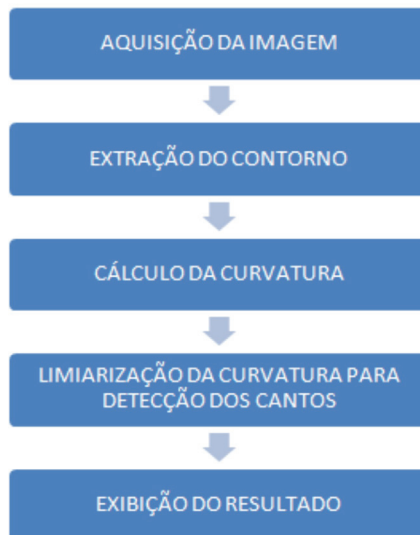 AQUISIÇÃO DA IMAGEM
EXTRAÇÃO DO CONTORNO
CÁLCULO DA CURVATURA
LIMIARIZAÇÃO DA CURVATURA PARA
DETECÇÃO DOS CANTOS
EXIBIÇÃO DO RESULTADO